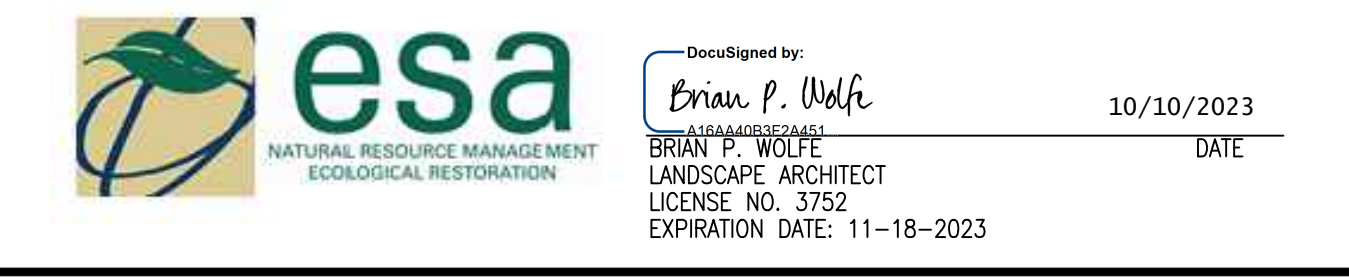 esa
NATURAL RESOURCE MANAGEMENT
ECOLOGICAL RESTORATION
DocuSigned by:
Brian P. Wolfe
10/10/2023
A16AA40B3F2A451
BRIAN P. WOLFE
DATE
LANDSCAPE ARCHITECT
LICENSE NO. 3752
EXPIRATION DATE: 11-18-2023